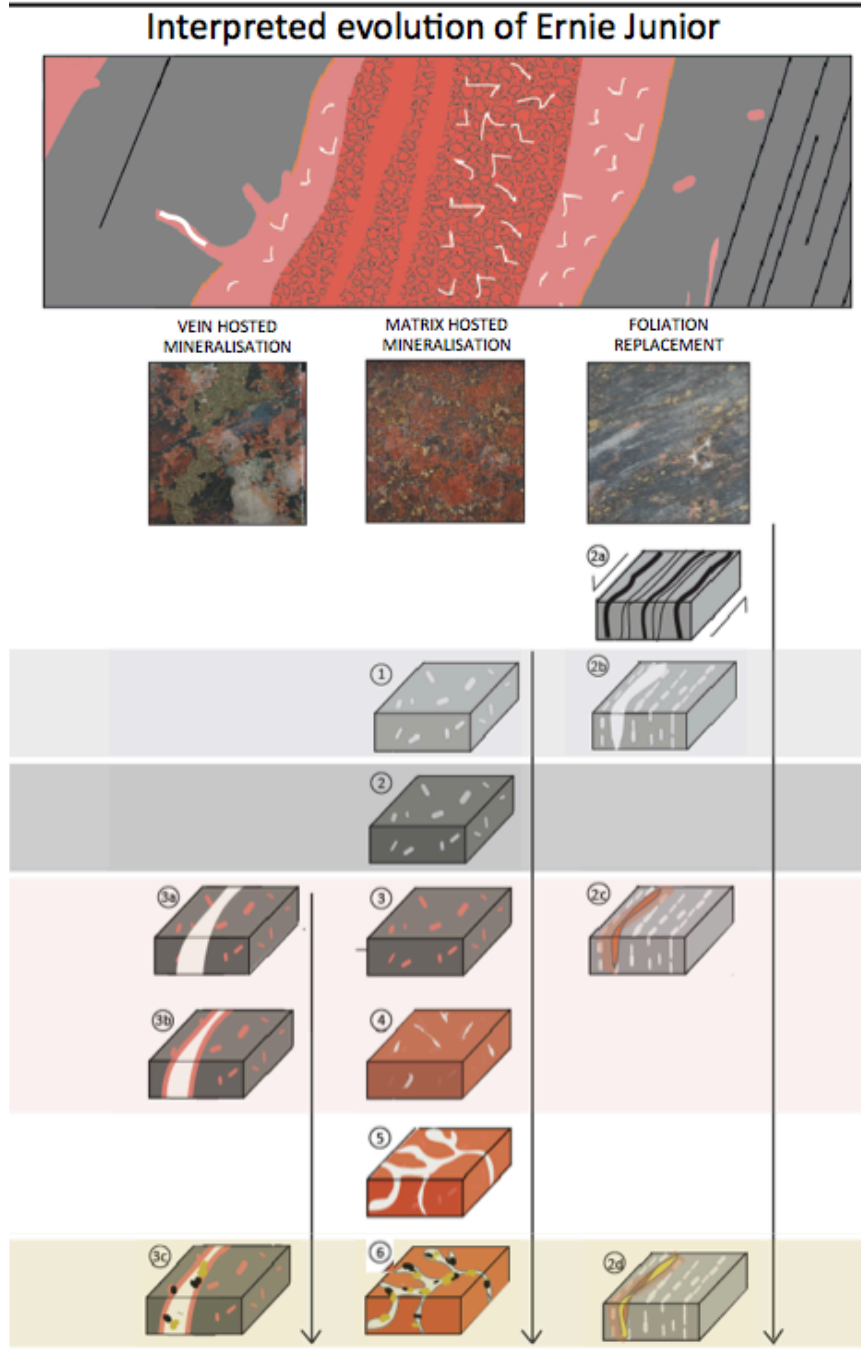 Interpreted evolution of Ernie Junior
VEIN HOSTED
MINERALISATION
MATRIX HOSTED
MINERALISATION
FOLIATION
REPLACEMENT
2a
1
2b
2
3a
3
2c
3b
4
5
3c
6
2d